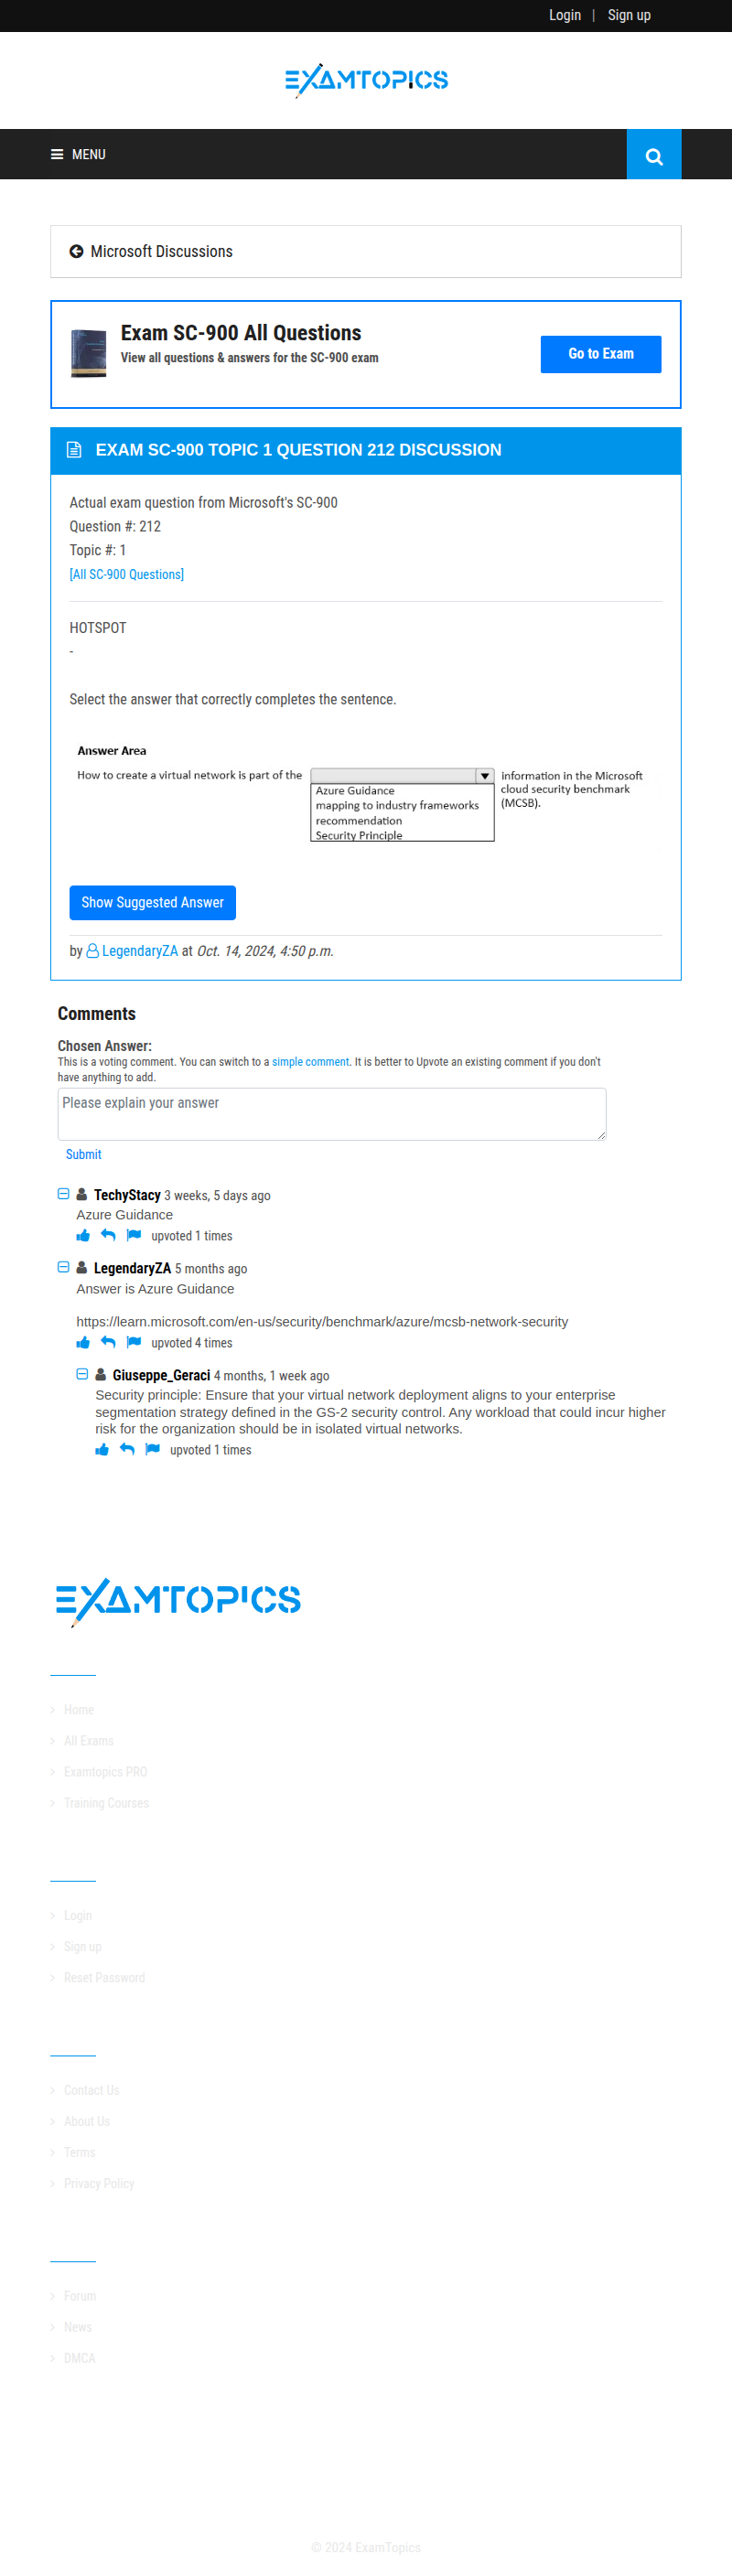 Login | Sign up
EXAMTOPICS
MENU
Microsoft Discussions
Exam SC-900 All Questions
View all questions & answers for the SC-900 exam
Go to Exam
EXAM SC-900 TOPIC 1 QUESTION 212 DISCUSSION
Actual exam question from Microsoft's SC-900
Question #: 212
Topic #: 1
[All SC-900 Questions]
HOTSPOT
-
Select the answer that correctly completes the sentence.
Answer Area
How to create a virtual network is part of the
information in the Microsoft
cloud security benchmark
(MCSB).
Azure Guidance
mapping to industry frameworks
recommendation
Security Principle
Show Suggested Answer
by LegendaryZA at Oct. 14, 2024, 4:50 p.m.
Comments
Chosen Answer:
This is a voting comment. You can switch to a simple comment. It is better to Upvote an existing comment if you don't
have anything to add.
Please explain your answer
Submit
TechyStacy 3 weeks, 5 days ago
Azure Guidance
upvoted 1 times
LegendaryZA 5 months ago
Answer is Azure Guidance
https://learn.microsoft.com/en-us/security/benchmark/azure/mcsb-network-security
upvoted 4 times
Giuseppe_Geraci 4 months, 1 week ago
Security principle: Ensure that your virtual network deployment aligns to your enterprise
segmentation strategy defined in the GS-2 security control. Any workload that could incur higher
risk for the organization should be in isolated virtual networks.
upvoted 1 times
EXAMTOPICS
Home
All Exams
Examtopics PRO
Training Courses
Login
Sign up
Reset Password
Contact Us
About Us
Terms
Privacy Policy
Forum
News
DMCA
© 2024 ExamTopics